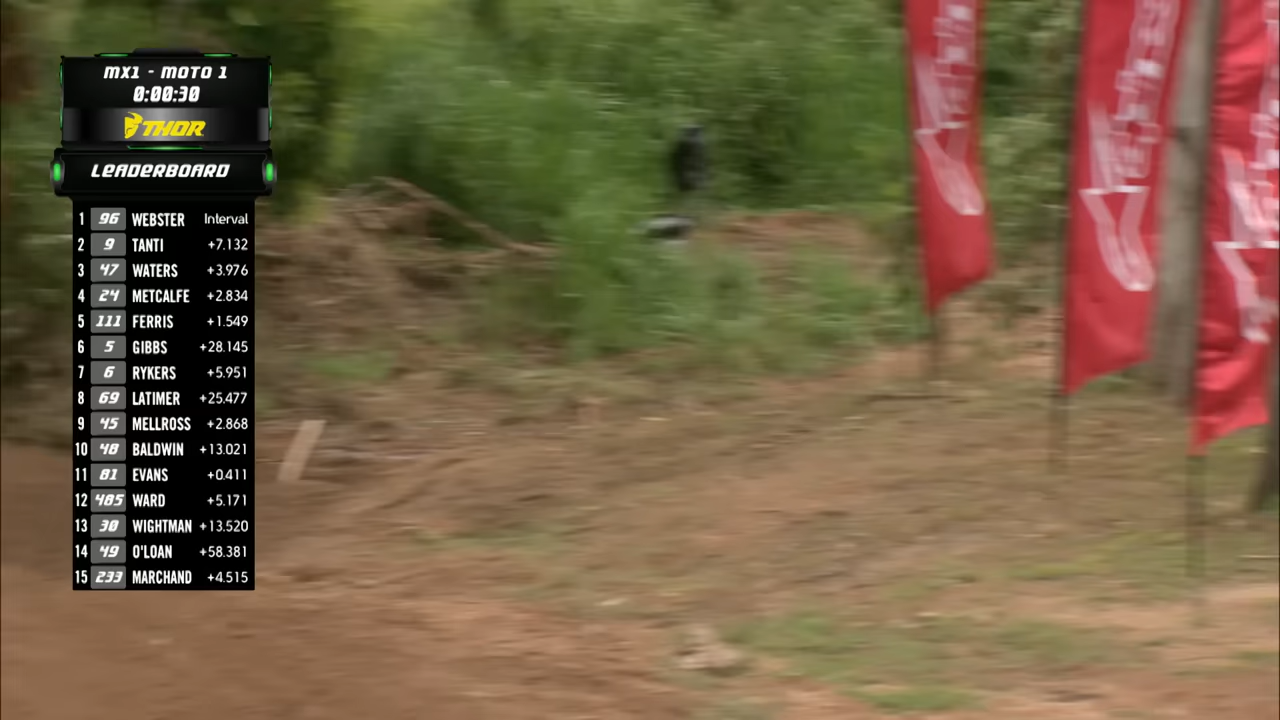 MX1 - MOTO 1
0:00:30
THOR
LEADERBOARD
1 96 WEBSTER Interval
2 9 TANTI +7.132
3 47 WATERS +3.976
4 24 METCALFE +2.834
5 111 FERRIS +1.549
6 5 GIBBS +28.145
7 6 RYKERS +5.951
8 69 LATIMER +25.477
9 45 MELLROSS +2.868
10 48 BALDWIN +13.021
11 81 EVANS +0.411
12 485 WARD +5.171
13 30 WIGHTMAN +13.520
14 49 O'LOAN +58.381
15 233 MARCHAND +4.515